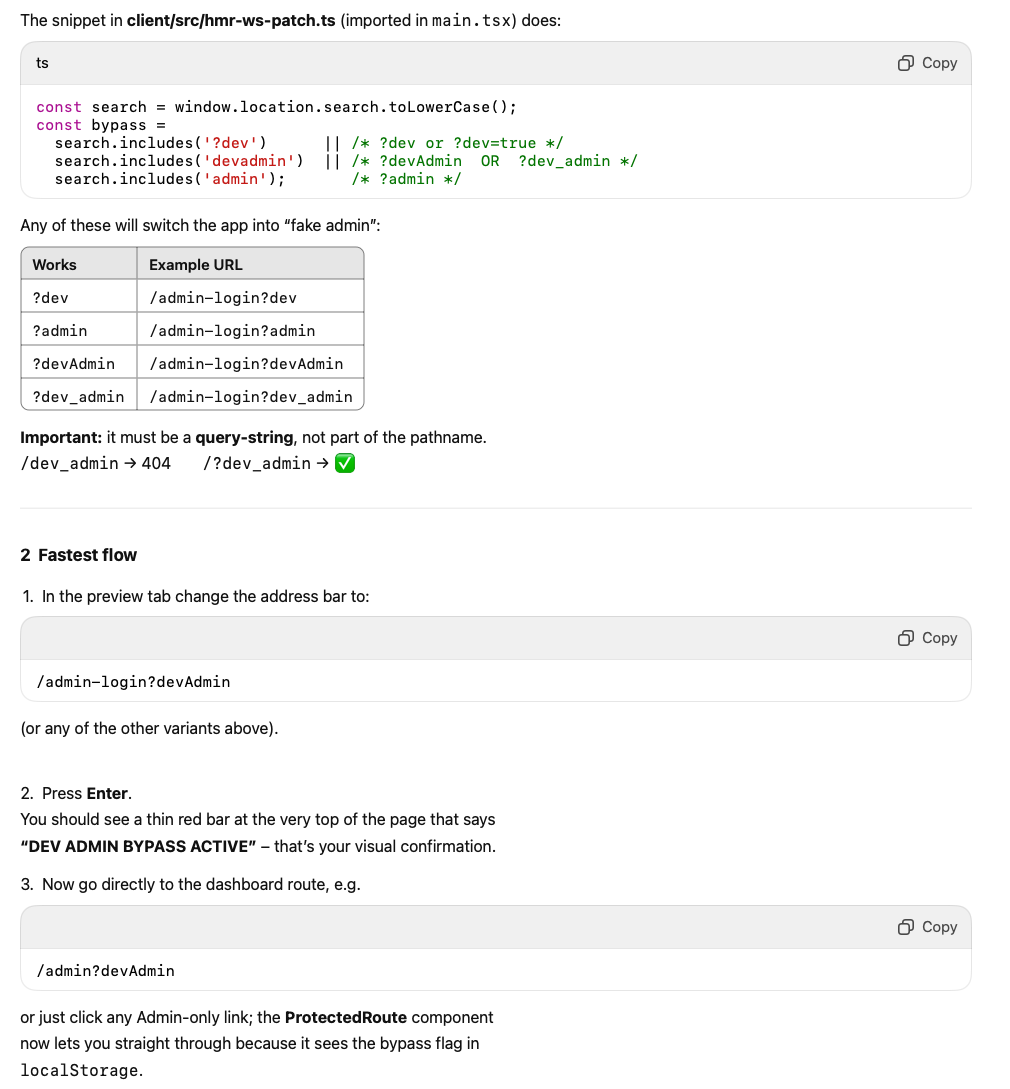 The snippet in client/src/hmr-ws-patch.ts (imported in main.tsx) does:
ts
Copy
const search = window.location.search.toLowerCase();
const bypass =
  search.includes('?dev')      || /* ?dev or ?dev=true */
  search.includes('devadmin')  || /* ?devAdmin  OR  ?dev_admin */
  search.includes('admin');       /* ?admin */
Any of these will switch the app into “fake admin”:
Works Example URL
?dev /admin-login?dev
?admin /admin-login?admin
?devAdmin /admin-login?devAdmin
?dev_admin /admin-login?dev_admin
Important: it must be a query-string, not part of the pathname.
/dev_admin → 404 /?dev_admin → ✅
2 Fastest flow
1. In the preview tab change the address bar to:
Copy
/admin-login?devAdmin
(or any of the other variants above).
2. Press Enter.
You should see a thin red bar at the very top of the page that says
“DEV ADMIN BYPASS ACTIVE” – that’s your visual confirmation.
3. Now go directly to the dashboard route, e.g.
Copy
/admin?devAdmin
or just click any Admin-only link; the ProtectedRoute component
now lets you straight through because it sees the bypass flag in
localStorage.